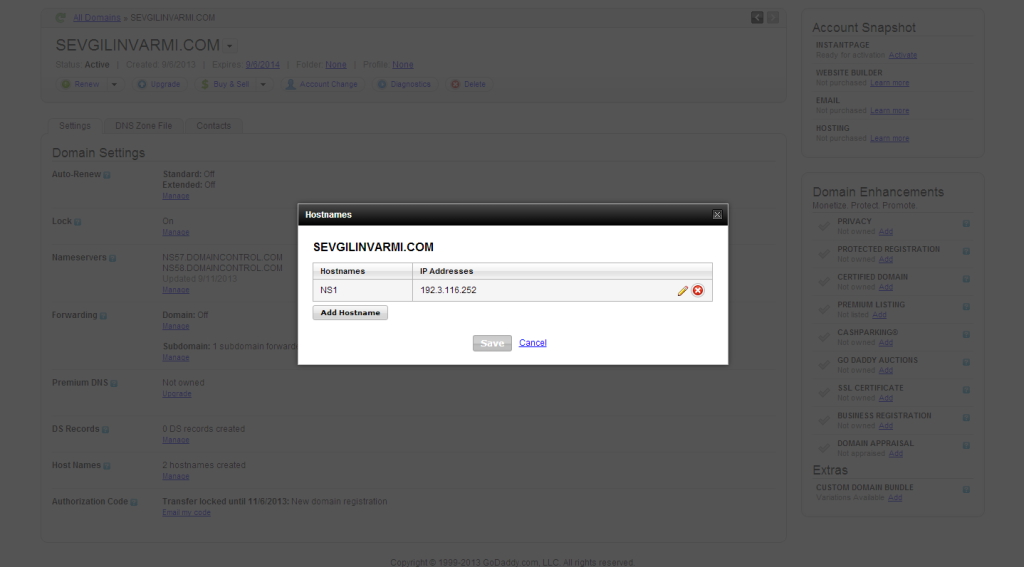 All Domains » SEVGILINVARMI.COM
SEVGILINVARMI.COM
Status: Active | Created: 9/6/2013 | Expires: 9/6/2014 | Folder: None | Profile: None
Renew Upgrade Buy & Sell Account Change Diagnostics Delete
Settings DNS Zone File Contacts
Domain Settings
Auto-Renew Standard: Off
Extended: Off
Manage
Lock On
Manage
Nameservers NS57.DOMAINCONTROL.COM
NS58.DOMAINCONTROL.COM
Updated 9/11/2013
Manage
Forwarding Domain: Off
Manage
Subdomain: 1 subdomain forwarde
Manage
Premium DNS Not owned
Upgrade
DS Records 0 DS records created
Manage
Host Names 2 hostnames created
Manage
Authorization Code Transfer locked until 11/6/2013: New domain registration
Email my code
Hostnames
SEVGILINVARMI.COM
Hostnames IP Addresses
NS1 192.3.116.252
Add Hostname
Save Cancel
Account Snapshot
INSTANTPAGE
Ready for activation Activate
WEBSITE BUILDER
Not purchased Learn more
EMAIL
Not purchased Learn more
HOSTING
Not purchased Learn more
Domain Enhancements
Monetize. Protect. Promote.
PRIVACY
Not owned Add
PROTECTED REGISTRATION
Not owned Add
CERTIFIED DOMAIN
Not owned Add
PREMIUM LISTING
Not listed Add
CASHPARKING®
Not owned Add
GO DADDY AUCTIONS
Not owned Add
SSL CERTIFICATE
Not owned Add
BUSINESS REGISTRATION
Not owned Add
DOMAIN APPRAISAL
Not appraised Add
Extras
CUSTOM DOMAIN BUNDLE
Variations Available Add
Copyright © 1999-2013 GoDaddy.com, LLC. All rights reserved.